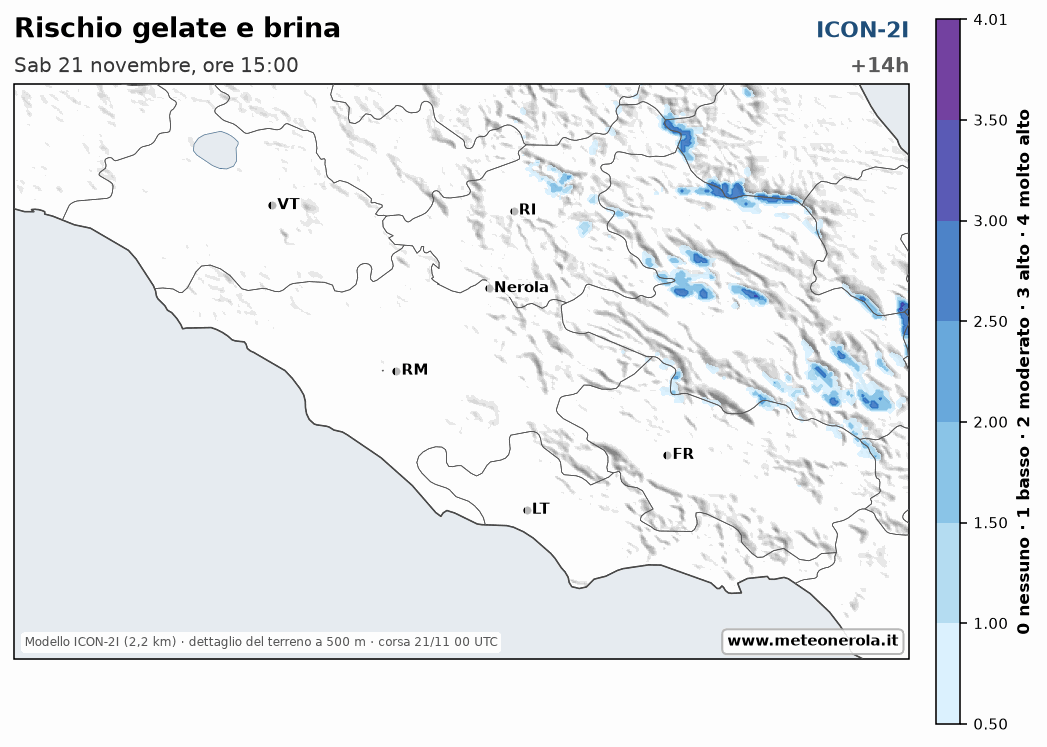 Rischio gelate e brina
ICON-2I
Sab 21 novembre, ore 15:00
+14h
VT
RI
Nerola
RM
FR
LT
Modello ICON-2I (2,2 km) · dettaglio del terreno a 500 m · corsa 21/11 00 UTC
www.meteonerola.it
4.01
3.50
3.00
2.50
2.00
1.50
1.00
0.50
0 nessuno · 1 basso · 2 moderato · 3 alto · 4 molto alto